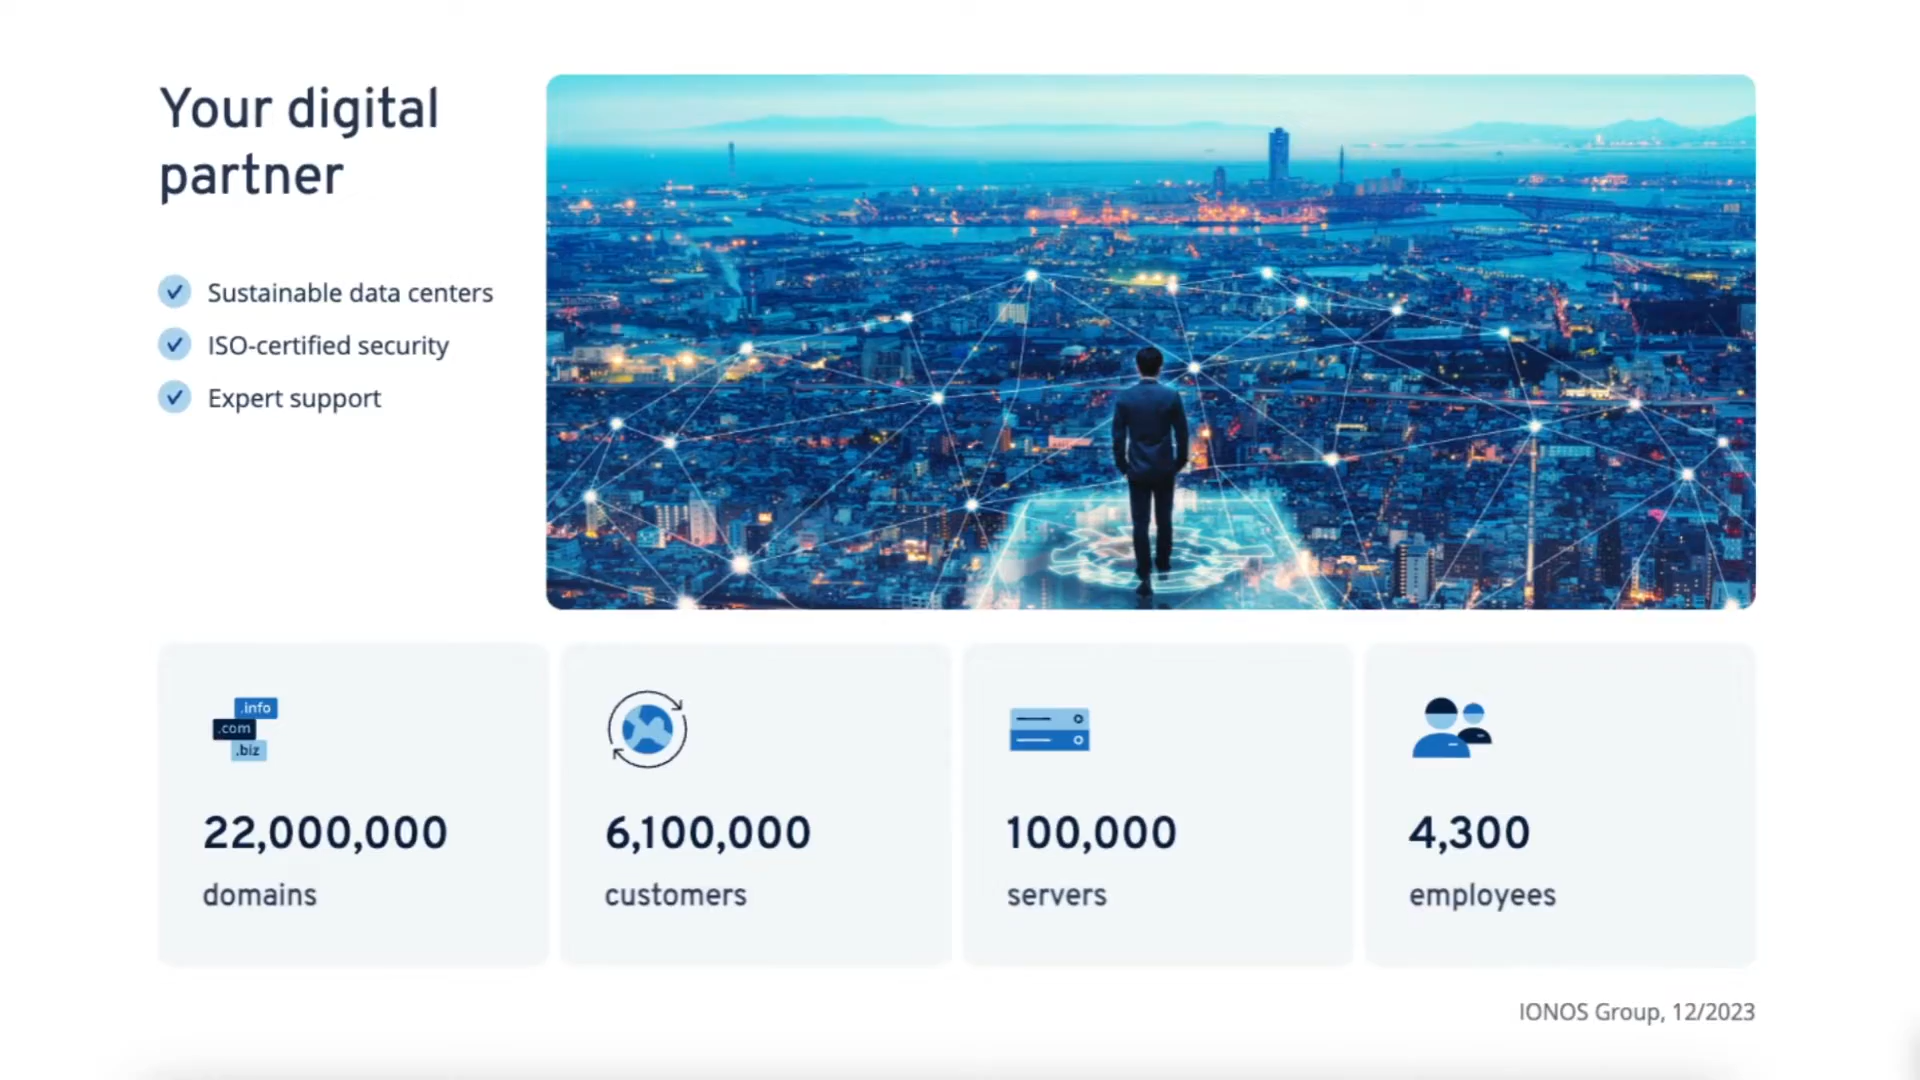 Your digital
partner
Sustainable data centers
ISO-certified security
Expert support
.info
.com
.biz
22,000,000
domains
6,100,000
customers
100,000
servers
4,300
employees
IONOS Group, 12/2023